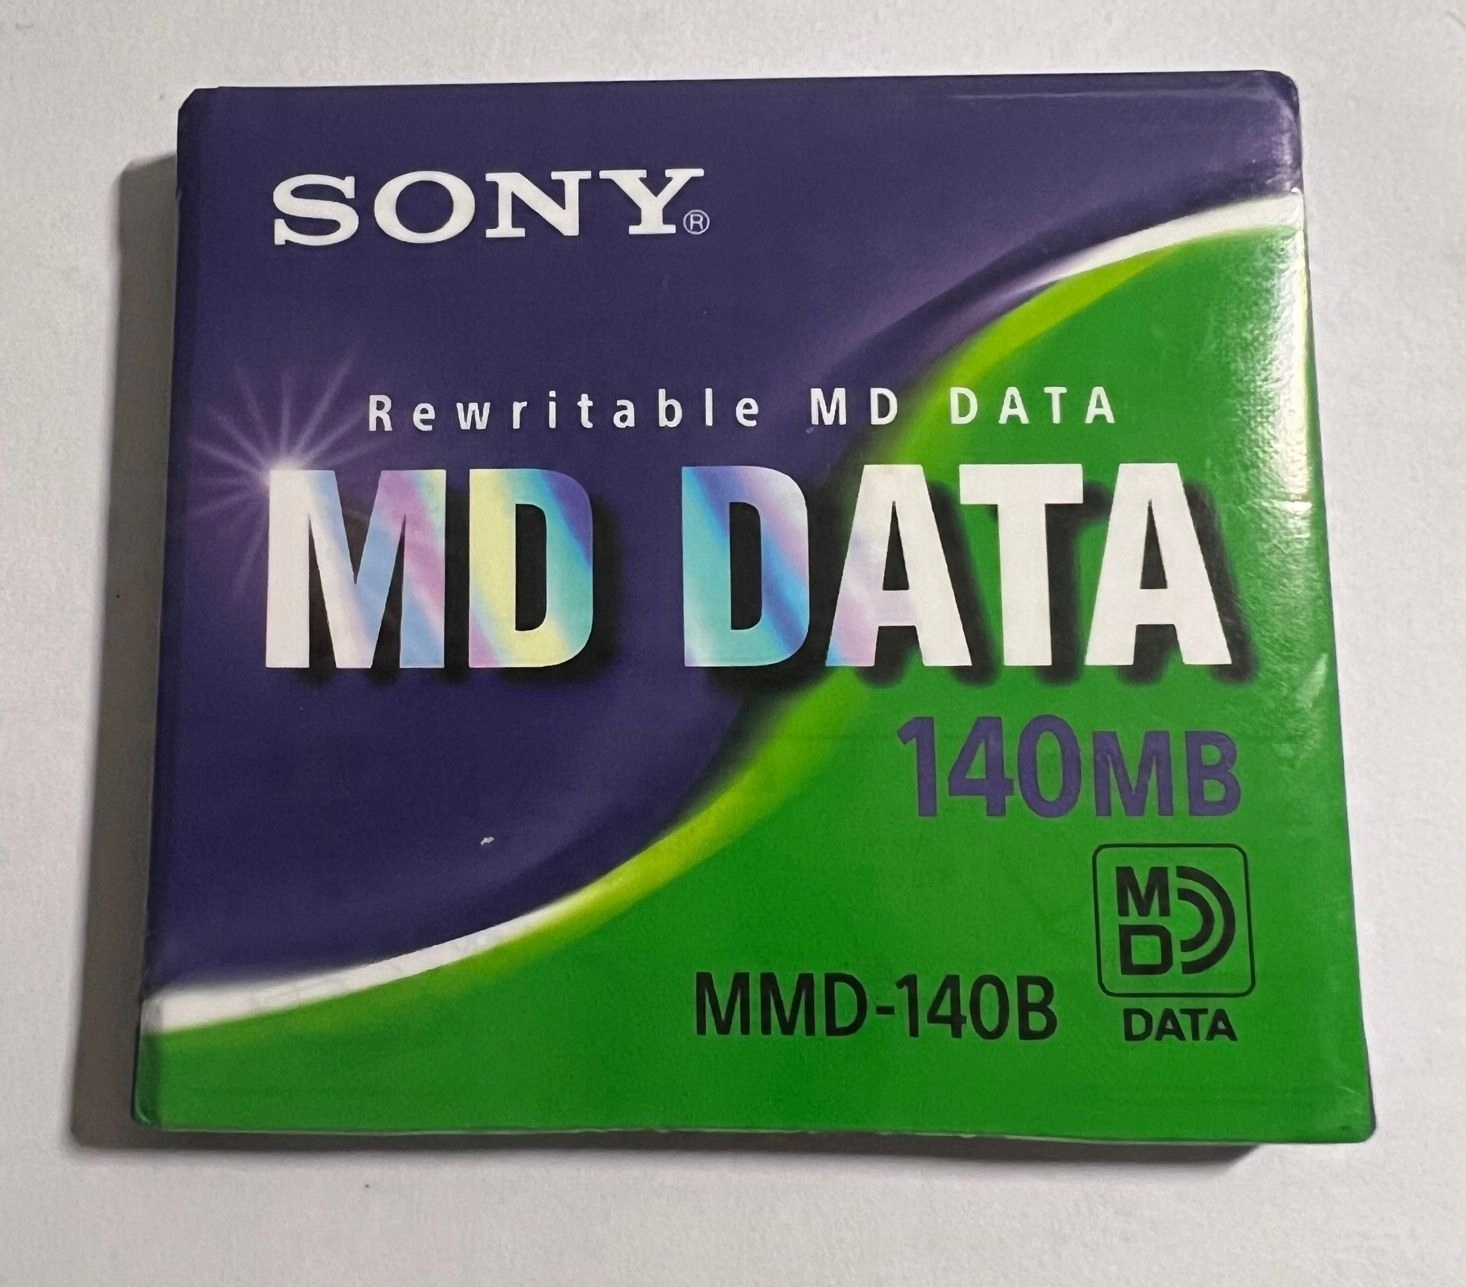 SONY®
Rewritable MD DATA
MD DATA
140MB
MD
MMD-140B
DATA